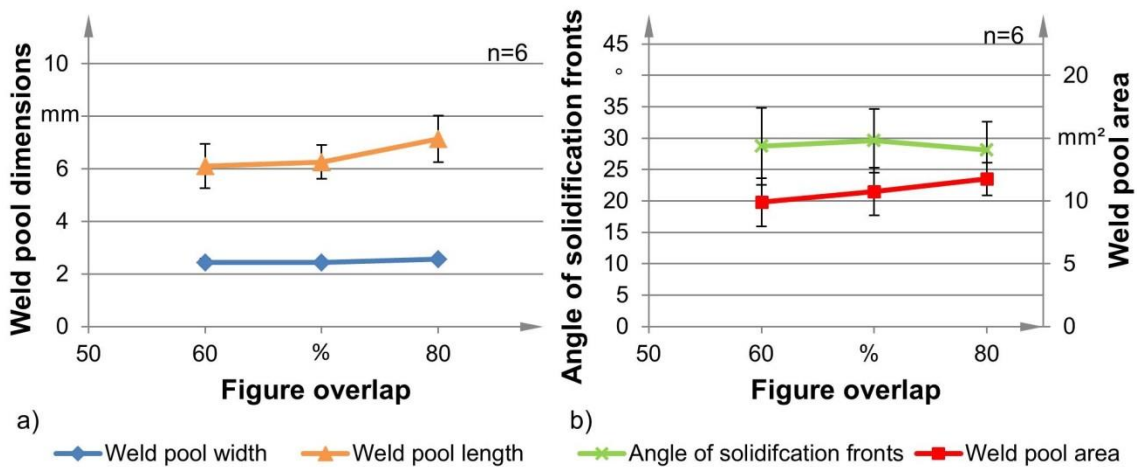 Weld pool dimensions
10
mm
6
4
2
0
n=6
50
60
%
80
Figure overlap
a)
Weld pool width
Weld pool length
Angle of solidification fronts
45
°
35
30
25
20
15
10
5
0
n=6
20
mm²
10
5
0
Weld pool area
50
60
%
80
Figure overlap
b)
Angle of solidifcation fronts
Weld pool area